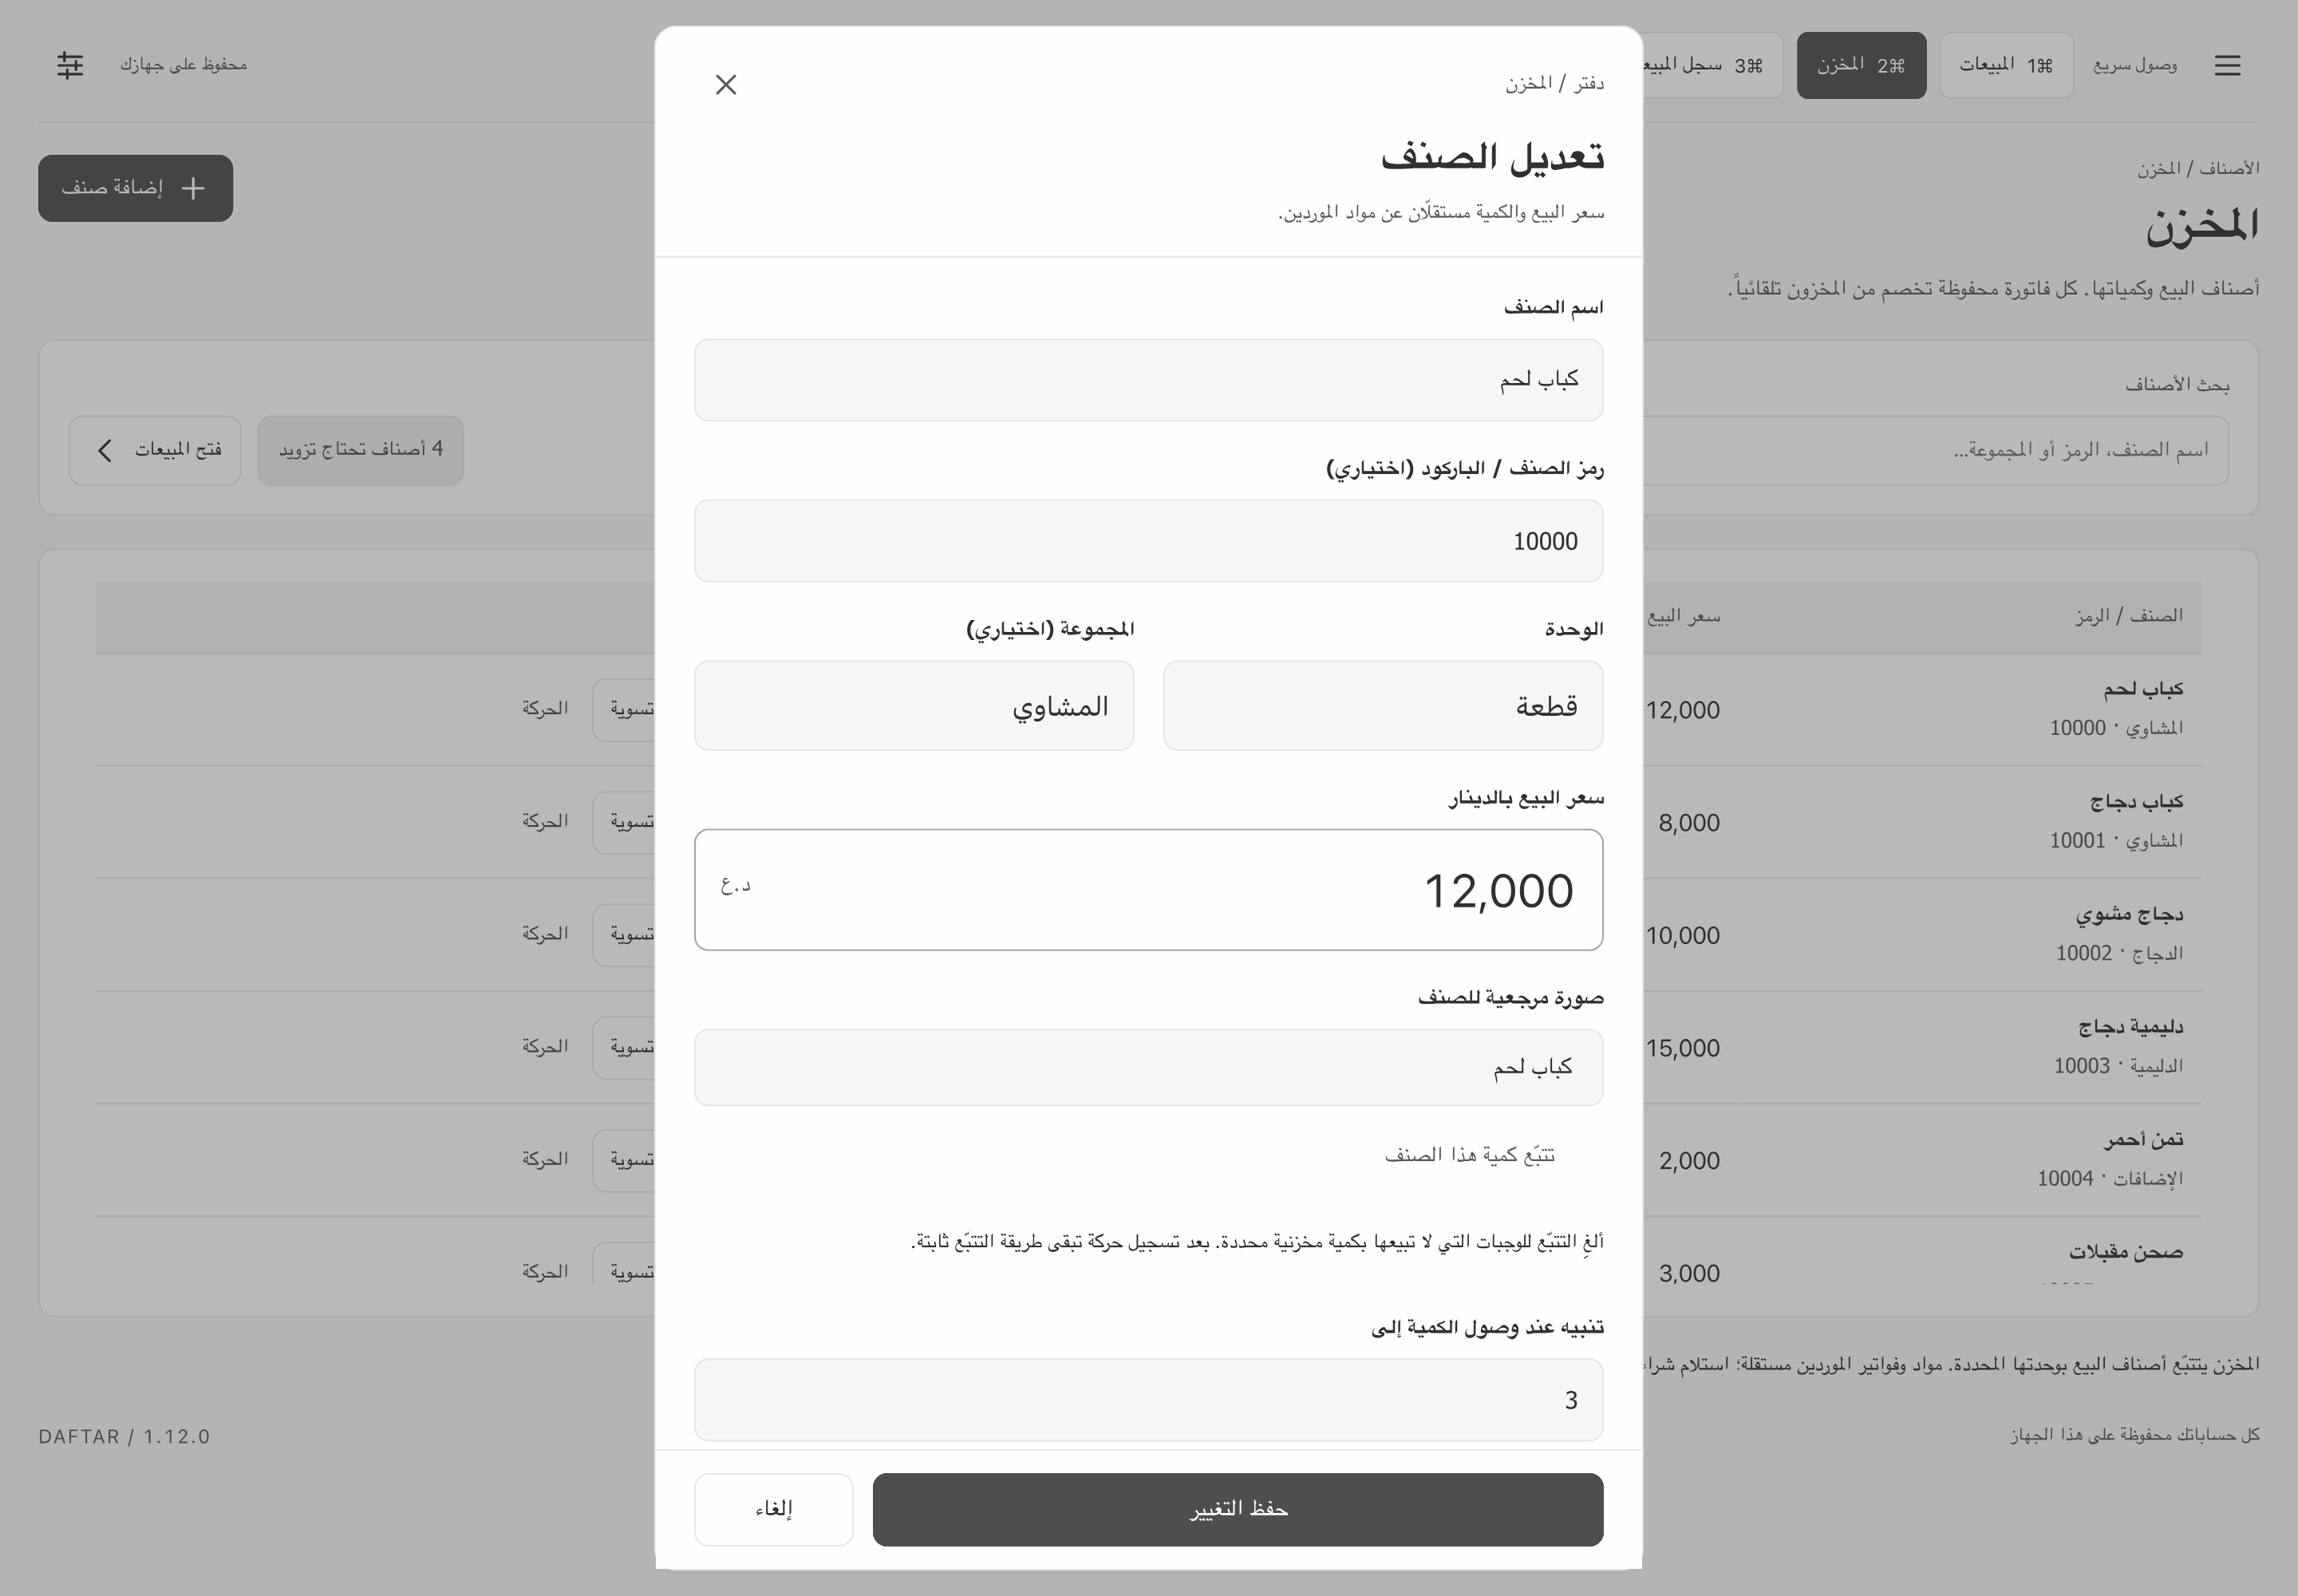 وصول سريع
⌘1 المبيعات
⌘2 المخزن
⌘3 سجل
محفوظ على جهازك
الأصناف / المخزن
المخزن
أصناف البيع وكمياتها. كل فاتورة محفوظة تخصم من المخزون تلقائياً.
إضافة صنف
بحث الأصناف
اسم الصنف، الرمز أو المجموعة...
4 أصناف تحتاج تزويد
فتح المبيعات
الصنف / الرمز
سعر البيع
كباب لحم
المشاوي · 10000
12,000
تسوية
الحركة
كباب دجاج
المشاوي · 10001
8,000
تسوية
الحركة
دجاج مشوي
الدجاج · 10002
10,000
تسوية
الحركة
دليمية دجاج
الدليمية · 10003
15,000
تسوية
الحركة
تمن أحمر
الإضافات · 10004
2,000
تسوية
الحركة
صحن مقبلات
3,000
تسوية
الحركة
المخزن يتتبّع أصناف البيع بوحدتها المحددة. مواد وفواتير الموردين مستقلة؛ استلام
كل حساباتك محفوظة على هذا الجهاز
DAFTAR / 1.12.0
دفتر / المخزن
تعديل الصنف
سعر البيع والكمية مستقلّان عن مواد الموردين.
اسم الصنف
كباب لحم
رمز الصنف / الباركود (اختياري)
10000
الوحدة
قطعة
المجموعة (اختياري)
المشاوي
سعر البيع بالدينار
12,000
د.ع
صورة مرجعية للصنف
كباب لحم
تتبّع كمية هذا الصنف
ألغِ التتبّع للوجبات التي لا تبيعها بكمية مخزنية محددة. بعد تسجيل حركة تبقى طريقة التتبّع ثابتة.
تنبيه عند وصول الكمية إلى
3
حفظ التغيير
إلغاء